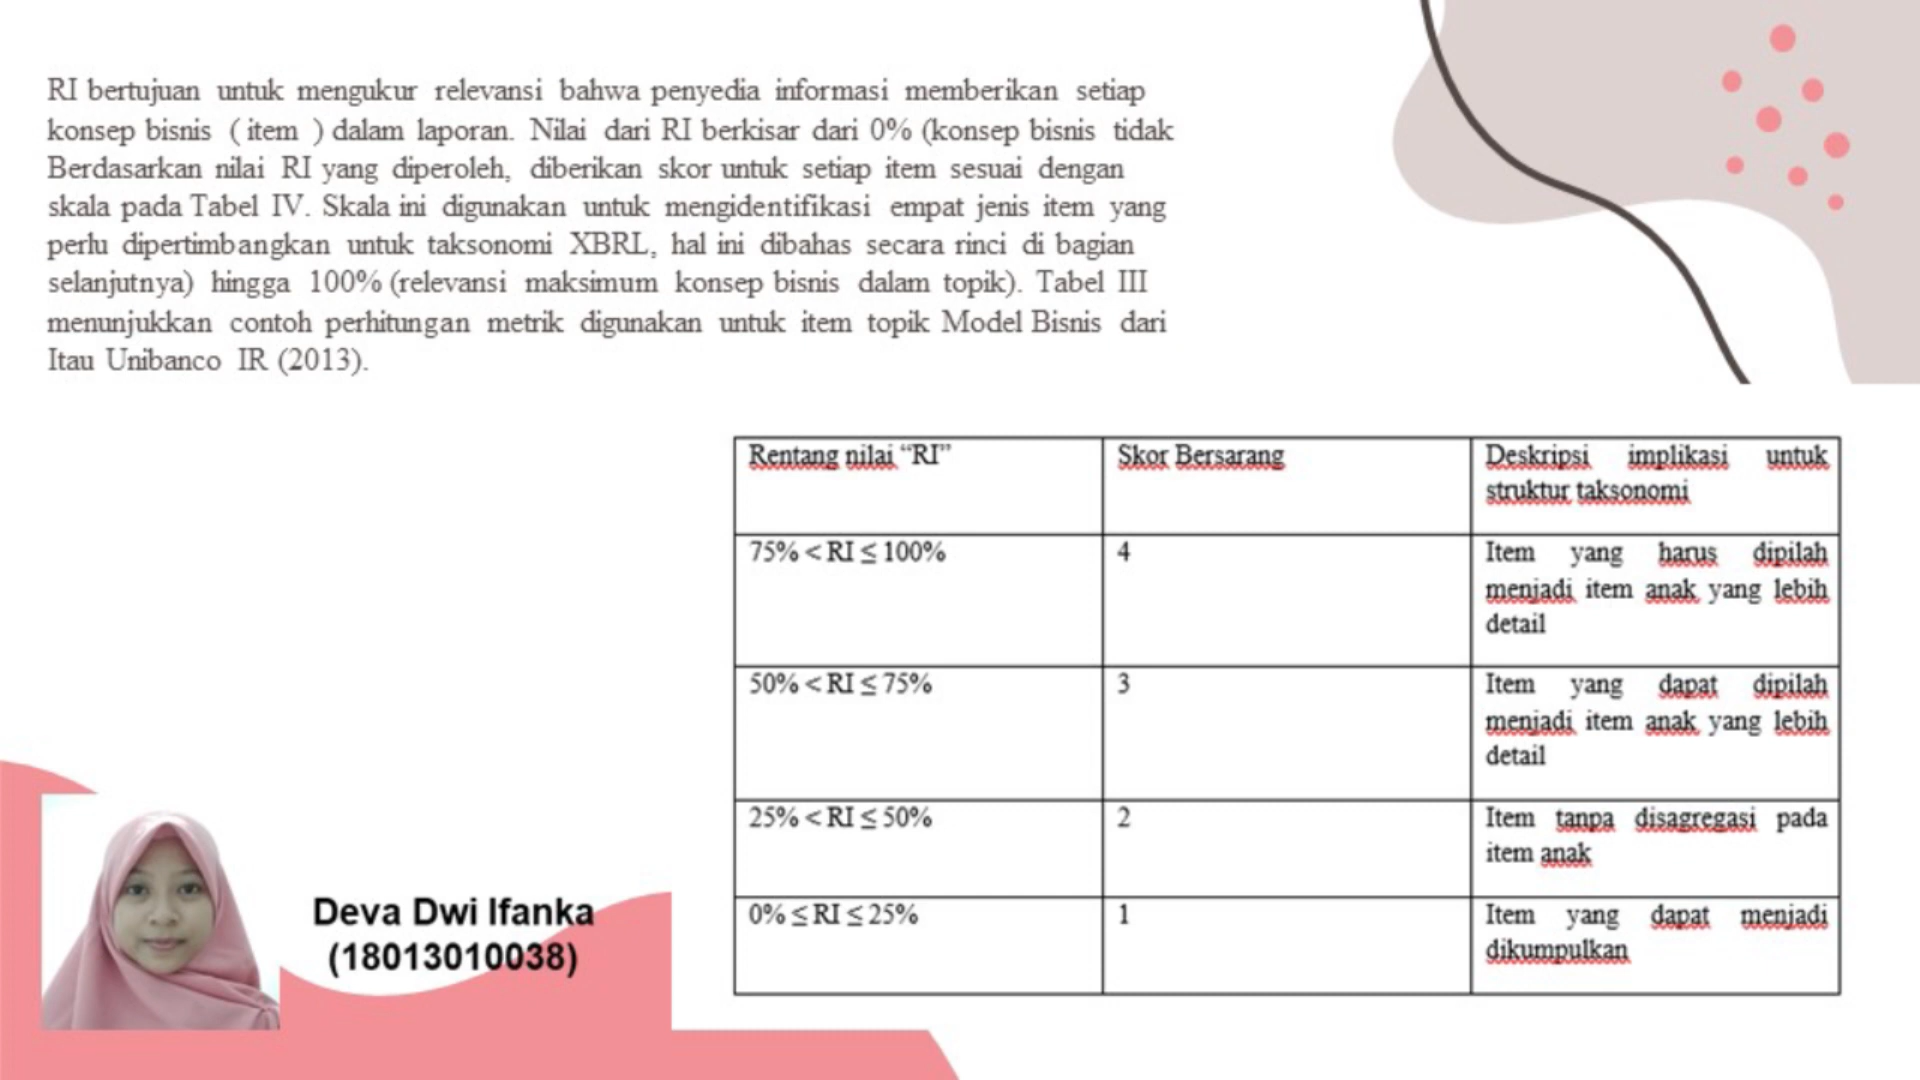 RI bertujuan untuk mengukur relevansi bahwa penyedia informasi memberikan setiap
konsep bisnis ( item ) dalam laporan. Nilai dari RI berkisar dari 0% (konsep bisnis tidak
Berdasarkan nilai RI yang diperoleh, diberikan skor untuk setiap item sesuai dengan
skala pada Tabel IV. Skala ini digunakan untuk mengidentifikasi empat jenis item yang
perlu dipertimbangkan untuk taksonomi XBRL, hal ini dibahas secara rinci di bagian
selanjutnya) hingga 100% (relevansi maksimum konsep bisnis dalam topik). Tabel III
menunjukkan contoh perhitungan metrik digunakan untuk item topik Model Bisnis dari
Itau Unibanco IR (2013).
Rentang nilai “RI”
Skor Bersarang
Deskripsi implikasi untuk
struktur taksonomi
75% < RI ≤ 100%
4
Item yang harus dipilah
menjadi item anak yang lebih
detail
50% < RI ≤ 75%
3
Item yang dapat dipilah
menjadi item anak yang lebih
detail
25% < RI ≤ 50%
2
Item tanpa disagregasi pada
item anak
0% ≤ RI ≤ 25%
1
Item yang dapat menjadi
dikumpulkan
Deva Dwi Ifanka
(18013010038)